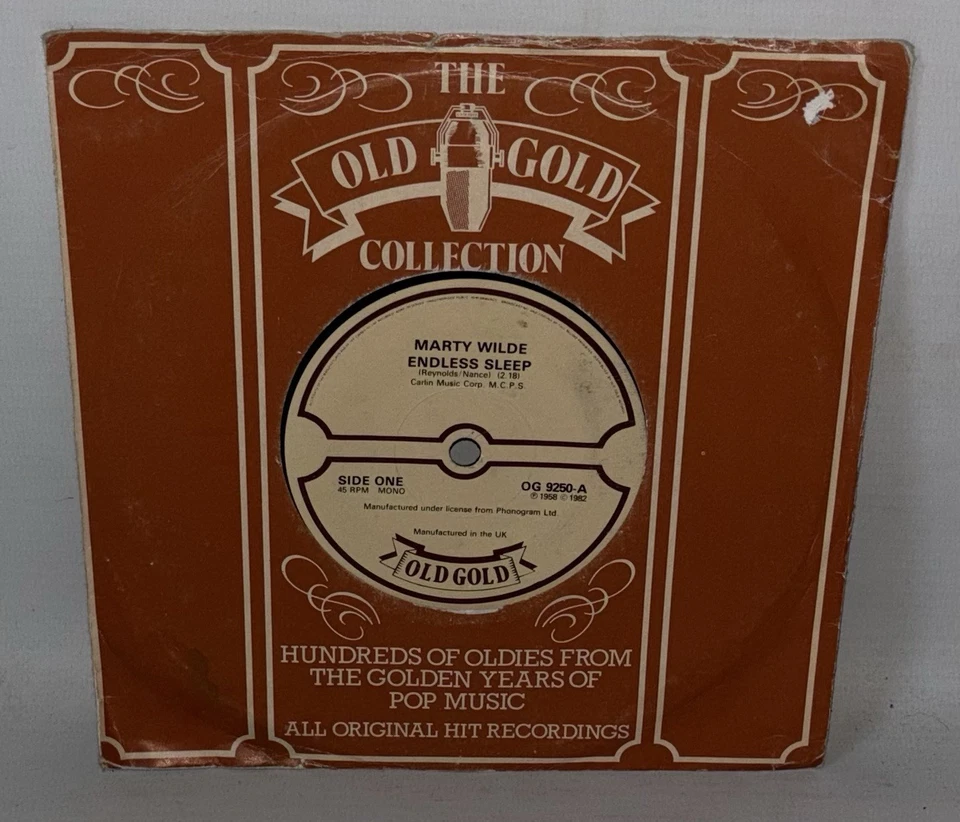 THE
OLD GOLD
COLLECTION
MARTY WILDE
ENDLESS SLEEP
(Reynolds/Nance) (2.18)
Carlin Music Corp. M.C.P.S.
SIDE ONE
45 RPM MONO
OG 9250-A
℗ 1958 © 1982
Manufactured under license from Phonogram Ltd.
Manufactured in the UK
OLD GOLD
HUNDREDS OF OLDIES FROM
THE GOLDEN YEARS OF
POP MUSIC
ALL ORIGINAL HIT RECORDINGS